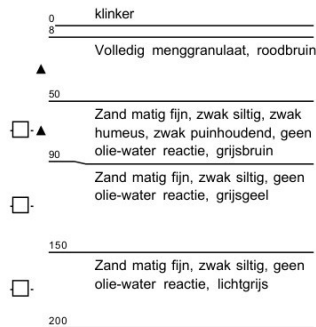 0 klinker
8
Volledig menggranulaat, roodbruin
50
Zand matig fijn, zwak siltig, zwak
humeus, zwak puinhoudend, geen
olie-water reactie, grijsbruin
90
Zand matig fijn, zwak siltig, geen
olie-water reactie, grijsgeel
150
Zand matig fijn, zwak siltig, geen
olie-water reactie, lichtgrijs
200